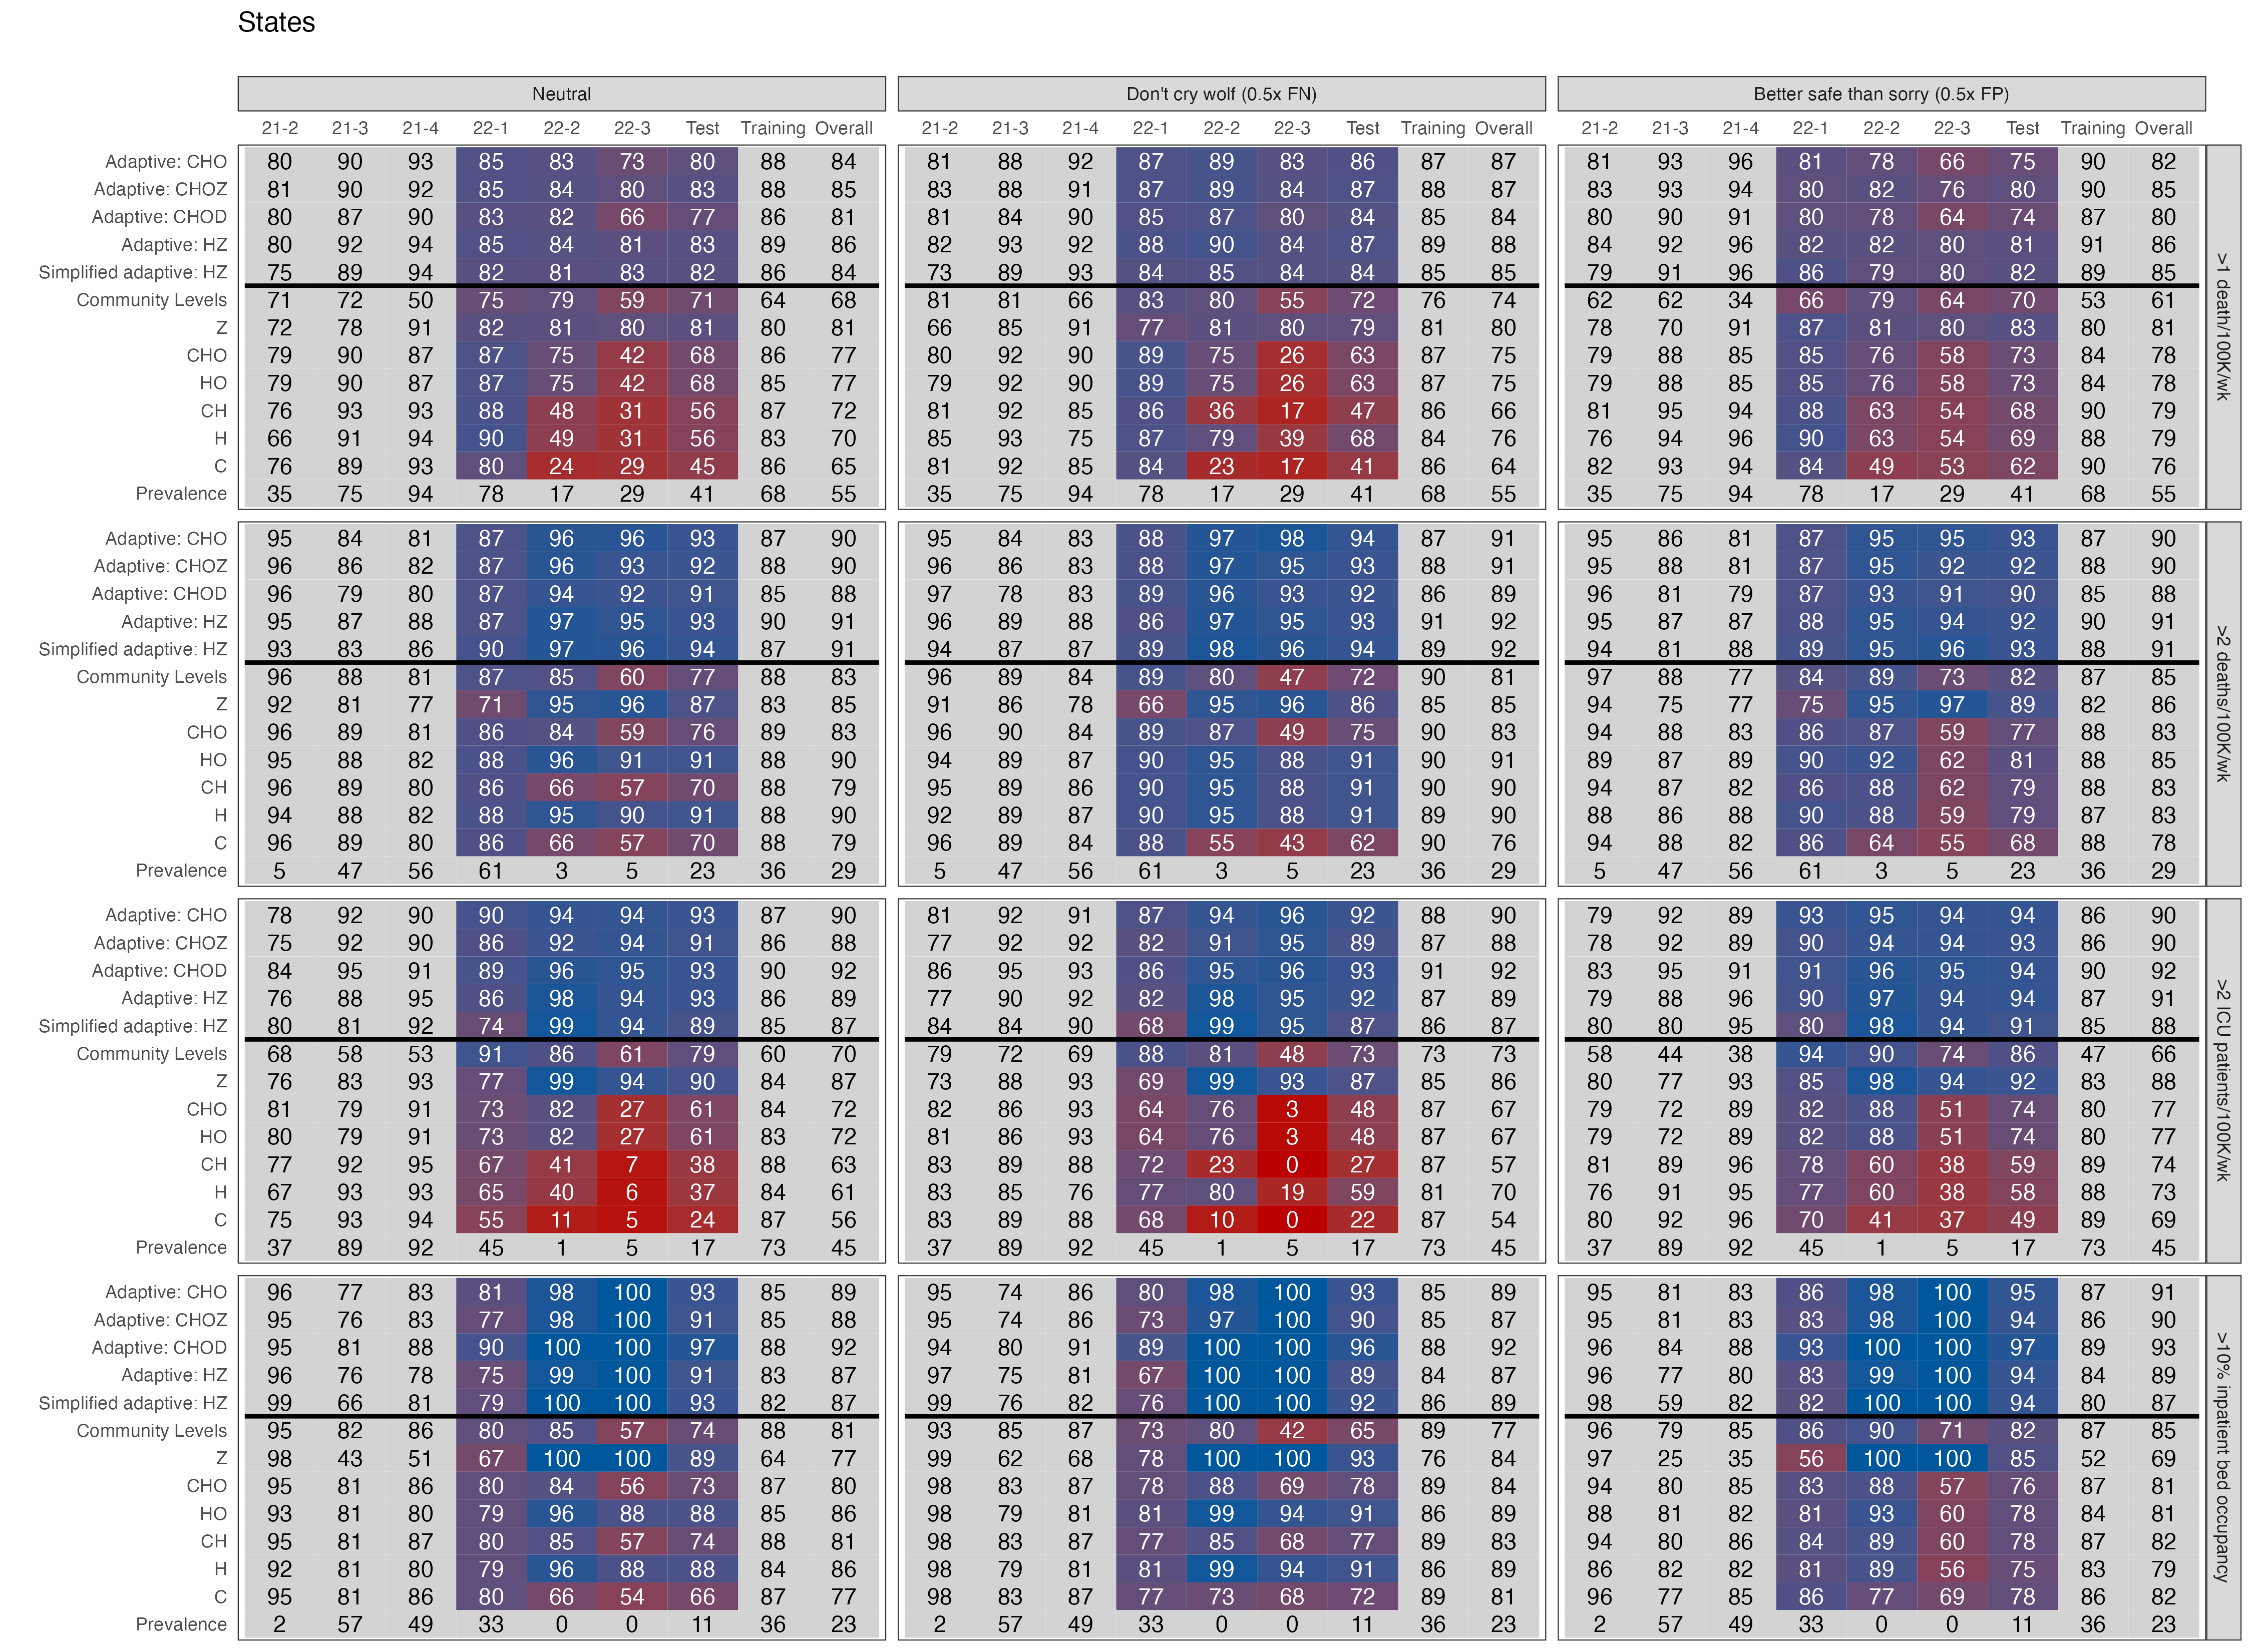 States
Neutral Don't cry wolf (0.5x FN) Better safe than sorry (0.5x FP)
21-2 21-3 21-4 22-1 22-2 22-3 Test Training Overall 21-2 21-3 21-4 22-1 22-2 22-3 Test Training Overall 21-2 21-3 21-4 22-1 22-2 22-3 Test Training Overall
>1 death/100K/wk
Adaptive: CHO 80 90 93 85 83 73 80 88 84 81 88 92 87 89 83 86 87 87 81 93 96 81 78 66 75 90 82
Adaptive: CHOZ 81 90 92 85 84 80 83 88 85 83 88 91 87 89 84 87 88 87 83 93 94 80 82 76 80 90 85
Adaptive: CHOD 80 87 90 83 82 66 77 86 81 81 84 90 85 87 80 84 85 84 80 90 91 80 78 64 74 87 80
Adaptive: HZ 80 92 94 85 84 81 83 89 86 82 93 92 88 90 84 87 89 88 84 92 96 82 82 80 81 91 86
Simplified adaptive: HZ 75 89 94 82 81 83 82 86 84 73 89 93 84 85 84 84 85 85 79 91 96 86 79 80 82 89 85
Community Levels 71 72 50 75 79 59 71 64 68 81 81 66 83 80 55 72 76 74 62 62 34 66 79 64 70 53 61
Z 72 78 91 82 81 80 81 80 81 66 85 91 77 81 80 79 81 80 78 70 91 87 81 80 83 80 81
CHO 79 90 87 87 75 42 68 86 77 80 92 90 89 75 26 63 87 75 79 88 85 85 76 58 73 84 78
HO 79 90 87 87 75 42 68 85 77 79 92 90 89 75 26 63 87 75 79 88 85 85 76 58 73 84 78
CH 76 93 93 88 48 31 56 87 72 81 92 85 86 36 17 47 86 66 81 95 94 88 63 54 68 90 79
H 66 91 94 90 49 31 56 83 70 85 93 75 87 79 39 68 84 76 76 94 96 90 63 54 69 88 79
C 76 89 93 80 24 29 45 86 65 81 92 85 84 23 17 41 86 64 82 93 94 84 49 53 62 90 76
Prevalence 35 75 94 78 17 29 41 68 55 35 75 94 78 17 29 41 68 55 35 75 94 78 17 29 41 68 55
>2 deaths/100K/wk
Adaptive: CHO 95 84 81 87 96 96 93 87 90 95 84 83 88 97 98 94 87 91 95 86 81 87 95 95 93 87 90
Adaptive: CHOZ 96 86 82 87 96 93 92 88 90 96 86 83 88 97 95 93 88 91 95 88 81 87 95 92 92 88 90
Adaptive: CHOD 96 79 80 87 94 92 91 85 88 97 78 83 89 96 93 92 86 89 96 81 79 87 93 91 90 85 88
Adaptive: HZ 95 87 88 87 97 95 93 90 91 96 89 88 86 97 95 93 91 92 95 87 87 88 95 94 92 90 91
Simplified adaptive: HZ 93 83 86 90 97 96 94 87 91 94 87 87 89 98 96 94 89 92 94 81 88 89 95 96 93 88 91
Community Levels 96 88 81 87 85 60 77 88 83 96 89 84 89 80 47 72 90 81 97 88 77 84 89 73 82 87 85
Z 92 81 77 71 95 96 87 83 85 91 86 78 66 95 96 86 85 85 94 75 77 75 95 97 89 82 86
CHO 96 89 81 86 84 59 76 89 83 96 90 84 89 87 49 75 90 83 94 88 83 86 87 59 77 88 83
HO 95 88 82 88 96 91 91 88 90 94 89 87 90 95 88 91 90 91 89 87 89 90 92 62 81 88 85
CH 96 89 80 86 66 57 70 88 79 95 89 86 90 95 88 91 90 90 94 87 82 86 88 62 79 88 83
H 94 88 82 88 95 90 91 88 90 92 89 87 90 95 88 91 89 90 88 86 88 90 88 59 79 87 83
C 96 89 80 86 66 57 70 88 79 96 89 84 88 55 43 62 90 76 94 88 82 86 64 55 68 88 78
Prevalence 5 47 56 61 3 5 23 36 29 5 47 56 61 3 5 23 36 29 5 47 56 61 3 5 23 36 29
>2 ICU patients/100K/wk
Adaptive: CHO 78 92 90 90 94 94 93 87 90 81 92 91 87 94 96 92 88 90 79 92 89 93 95 94 94 86 90
Adaptive: CHOZ 75 92 90 86 92 94 91 86 88 77 92 92 82 91 95 89 87 88 78 92 89 90 94 94 93 86 90
Adaptive: CHOD 84 95 91 89 96 95 93 90 92 86 95 93 86 95 96 93 91 92 83 95 91 91 96 95 94 90 92
Adaptive: HZ 76 88 95 86 98 94 93 86 89 77 90 92 82 98 95 92 87 89 79 88 96 90 97 94 94 87 91
Simplified adaptive: HZ 80 81 92 74 99 94 89 85 87 84 84 90 68 99 95 87 86 87 80 80 95 80 98 94 91 85 88
Community Levels 68 58 53 91 86 61 79 60 70 79 72 69 88 81 48 73 73 73 58 44 38 94 90 74 86 47 66
Z 76 83 93 77 99 94 90 84 87 73 88 93 69 99 93 87 85 86 80 77 93 85 98 94 92 83 88
CHO 81 79 91 73 82 27 61 84 72 82 86 93 64 76 3 48 87 67 79 72 89 82 88 51 74 80 77
HO 80 79 91 73 82 27 61 83 72 81 86 93 64 76 3 48 87 67 79 72 89 82 88 51 74 80 77
CH 77 92 95 67 41 7 38 88 63 83 89 88 72 23 0 27 87 57 81 89 96 78 60 38 59 89 74
H 67 93 93 65 40 6 37 84 61 83 85 76 77 80 19 59 81 70 76 91 95 77 60 38 58 88 73
C 75 93 94 55 11 5 24 87 56 83 89 88 68 10 0 22 87 54 80 92 96 70 41 37 49 89 69
Prevalence 37 89 92 45 1 5 17 73 45 37 89 92 45 1 5 17 73 45 37 89 92 45 1 5 17 73 45
>10% inpatient bed occupancy
Adaptive: CHO 96 77 83 81 98 100 93 85 89 95 74 86 80 98 100 93 85 89 95 81 83 86 98 100 95 87 91
Adaptive: CHOZ 95 76 83 77 98 100 91 85 88 95 74 86 73 97 100 90 85 87 95 81 83 83 98 100 94 86 90
Adaptive: CHOD 95 81 88 90 100 100 97 88 92 94 80 91 89 100 100 96 88 92 96 84 88 93 100 100 97 89 93
Adaptive: HZ 96 76 78 75 99 100 91 83 87 97 75 81 67 100 100 89 84 87 96 77 80 83 99 100 94 84 89
Simplified adaptive: HZ 99 66 81 79 100 100 93 82 87 99 76 82 76 100 100 92 86 89 98 59 82 82 100 100 94 80 87
Community Levels 95 82 86 80 85 57 74 88 81 93 85 87 73 80 42 65 89 77 96 79 85 86 90 71 82 87 85
Z 98 43 51 67 100 100 89 64 77 99 62 68 78 100 100 93 76 84 97 25 35 56 100 100 85 52 69
CHO 95 81 86 80 84 56 73 87 80 98 83 87 78 88 69 78 89 84 94 80 85 83 88 57 76 87 81
HO 93 81 80 79 96 88 88 85 86 98 79 81 81 99 94 91 86 89 88 81 82 81 93 60 78 84 81
CH 95 81 87 80 85 57 74 88 81 98 83 87 77 85 68 77 89 83 94 80 86 84 89 60 78 87 82
H 92 81 80 79 96 88 88 84 86 98 79 81 81 99 94 91 86 89 86 82 82 81 89 56 75 83 79
C 95 81 86 80 66 54 66 87 77 98 83 87 77 73 68 72 89 81 96 77 85 86 77 69 78 86 82
Prevalence 2 57 49 33 0 0 11 36 23 2 57 49 33 0 0 11 36 23 2 57 49 33 0 0 11 36 23